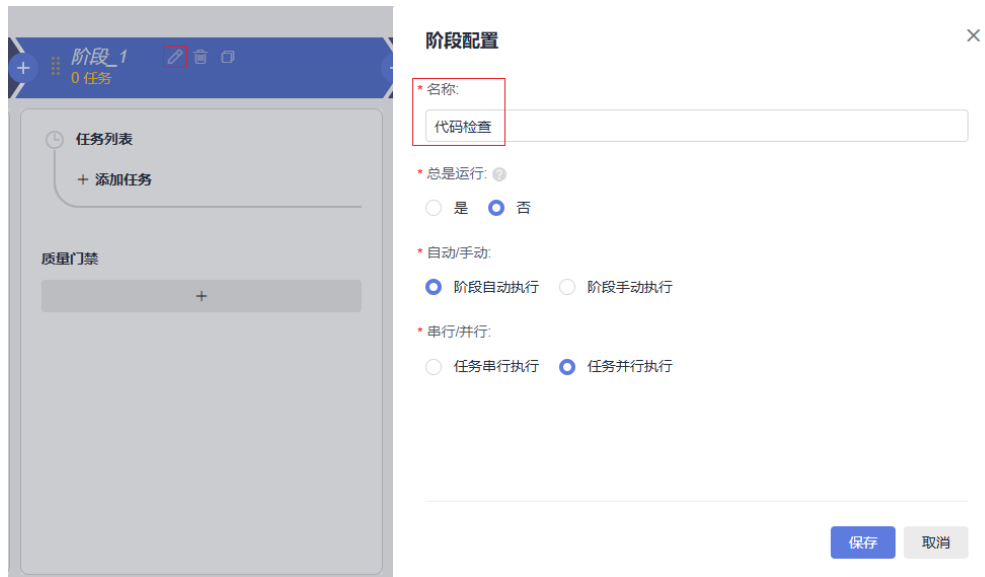 阶段_1
0 任务
任务列表
+ 添加任务
质量门禁
+
阶段配置
* 名称:
代码检查
* 总是运行: ?
是 否
* 自动/手动:
阶段自动执行 阶段手动执行
* 串行/并行:
任务串行执行 任务并行执行
保存 取消